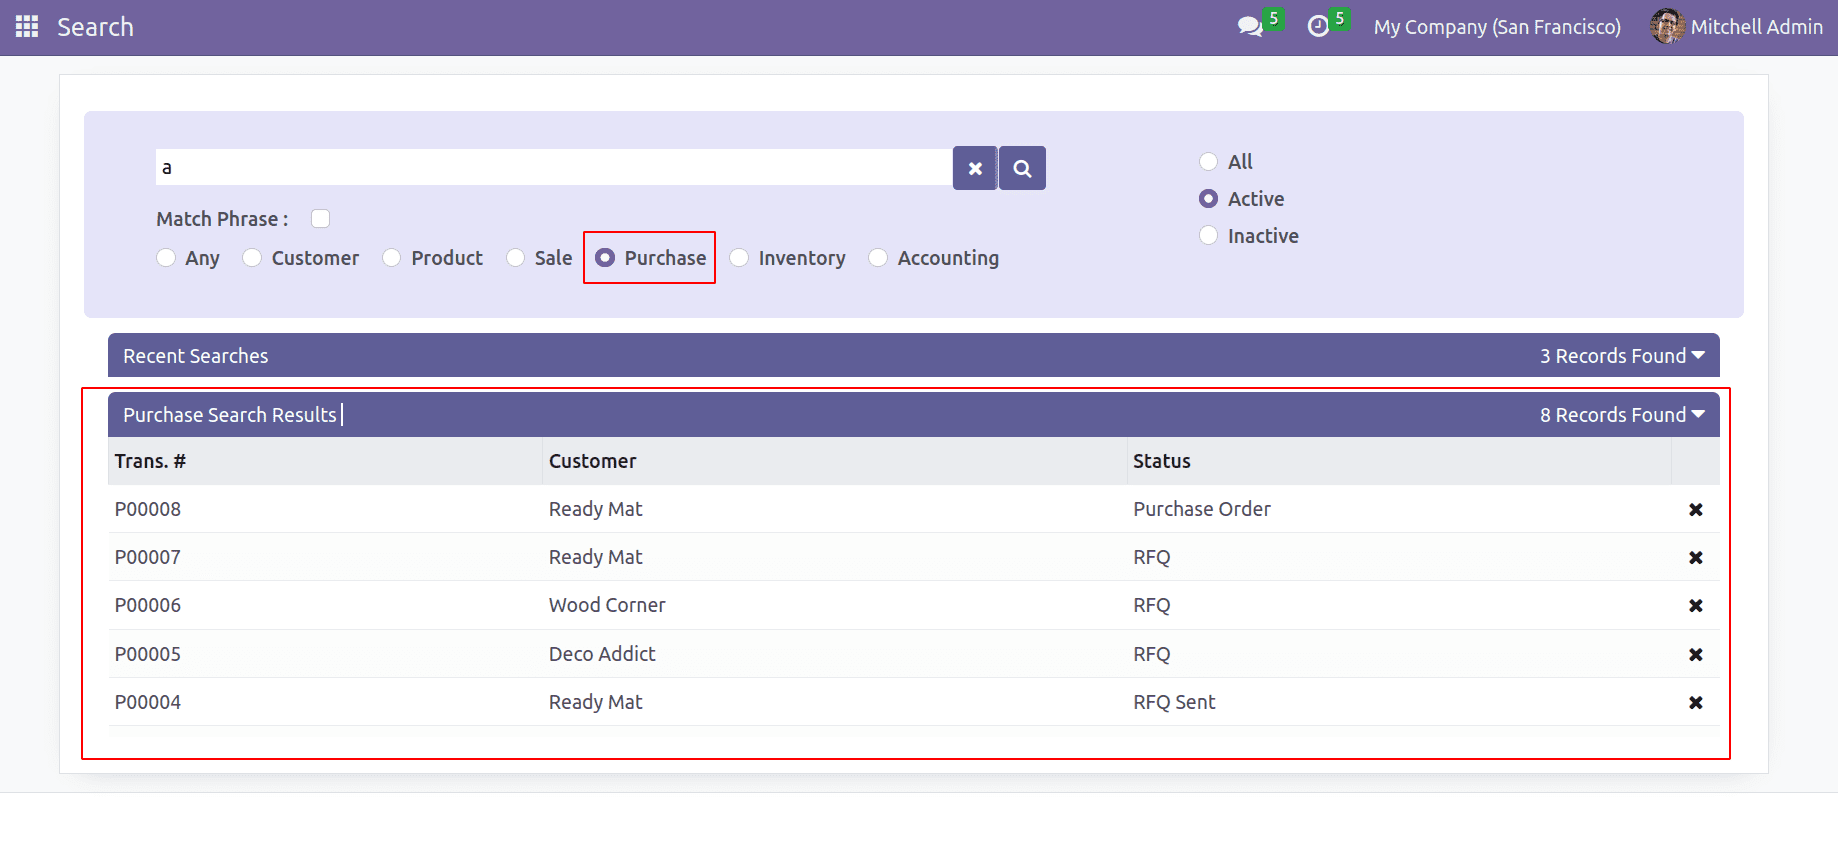 Search 5 5 My Company (San Francisco) Mitchell Admin
a
All
Match Phrase :
Active
Any Customer Product Sale Purchase Inventory Accounting
Inactive
Recent Searches 3 Records Found
Purchase Search Results 8 Records Found
Trans. # Customer Status
P00008 Ready Mat Purchase Order
P00007 Ready Mat RFQ
P00006 Wood Corner RFQ
P00005 Deco Addict RFQ
P00004 Ready Mat RFQ Sent